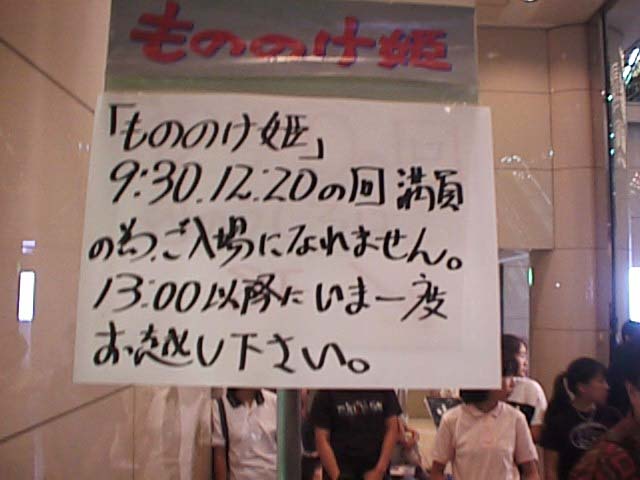 もののけ姫
「もののけ姫」
9:30.12:20の回満員
の為.ご入場になれません。
13:00以降にいま一度
お越し下さい。